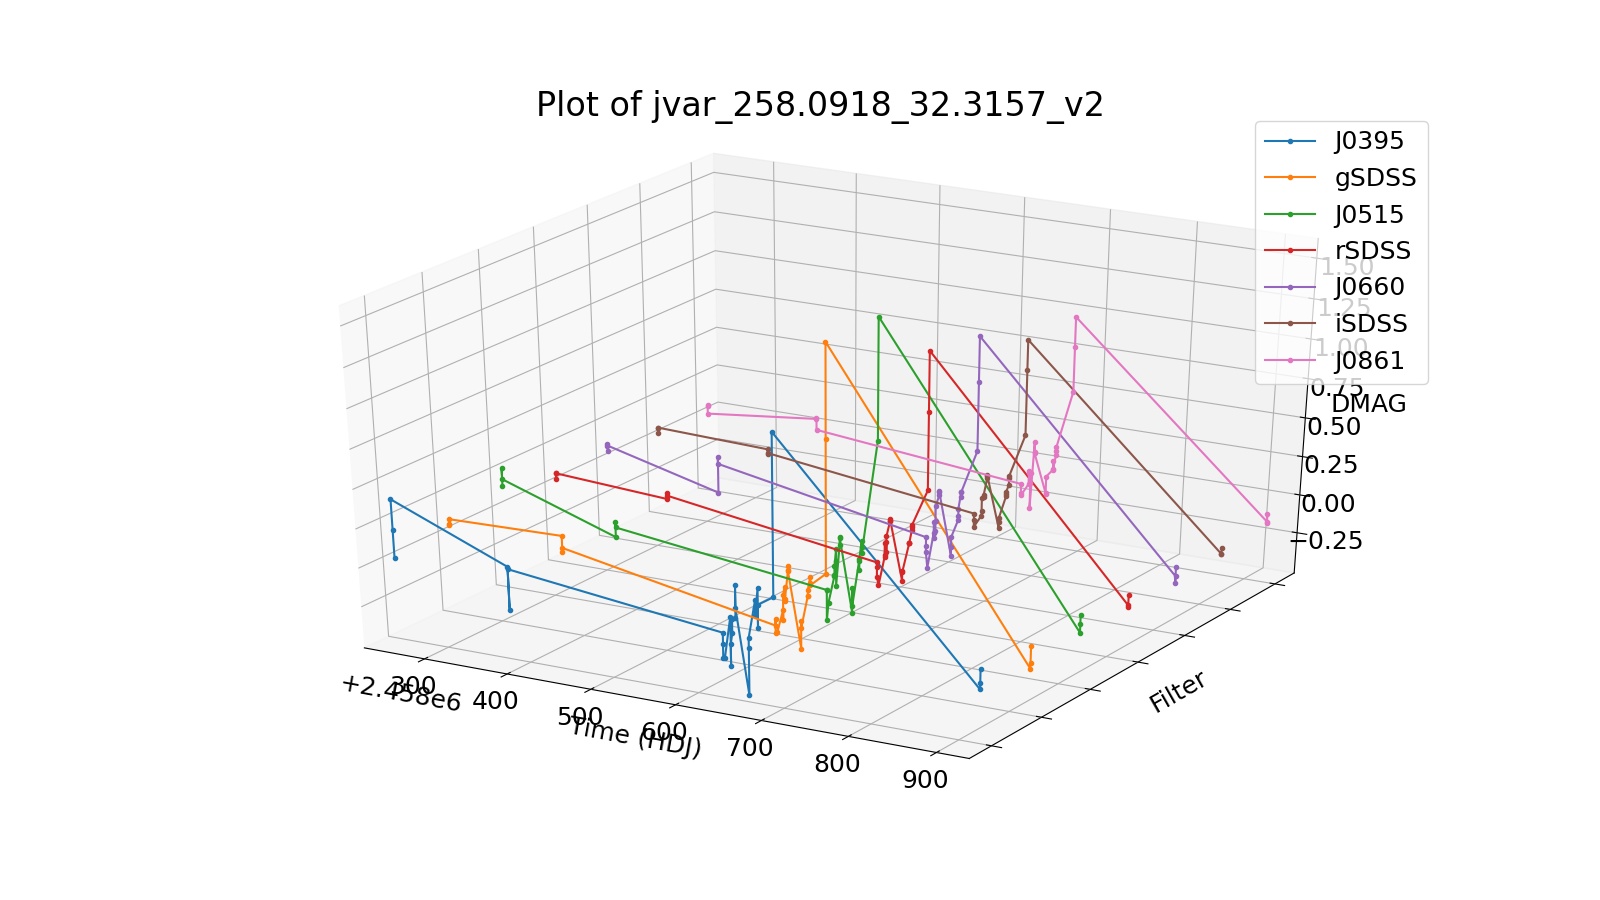 Plot of jvar_258.0918_32.3157_v2
J0395
gSDSS
J0515
rSDSS
J0660
iSDSS
J0861
1.50
1.25
1.00
0.75
DMAG
0.50
0.25
0.00
−0.25
Filter
+2.458e6
300
400
500
600
700
800
900
Time (HDJ)